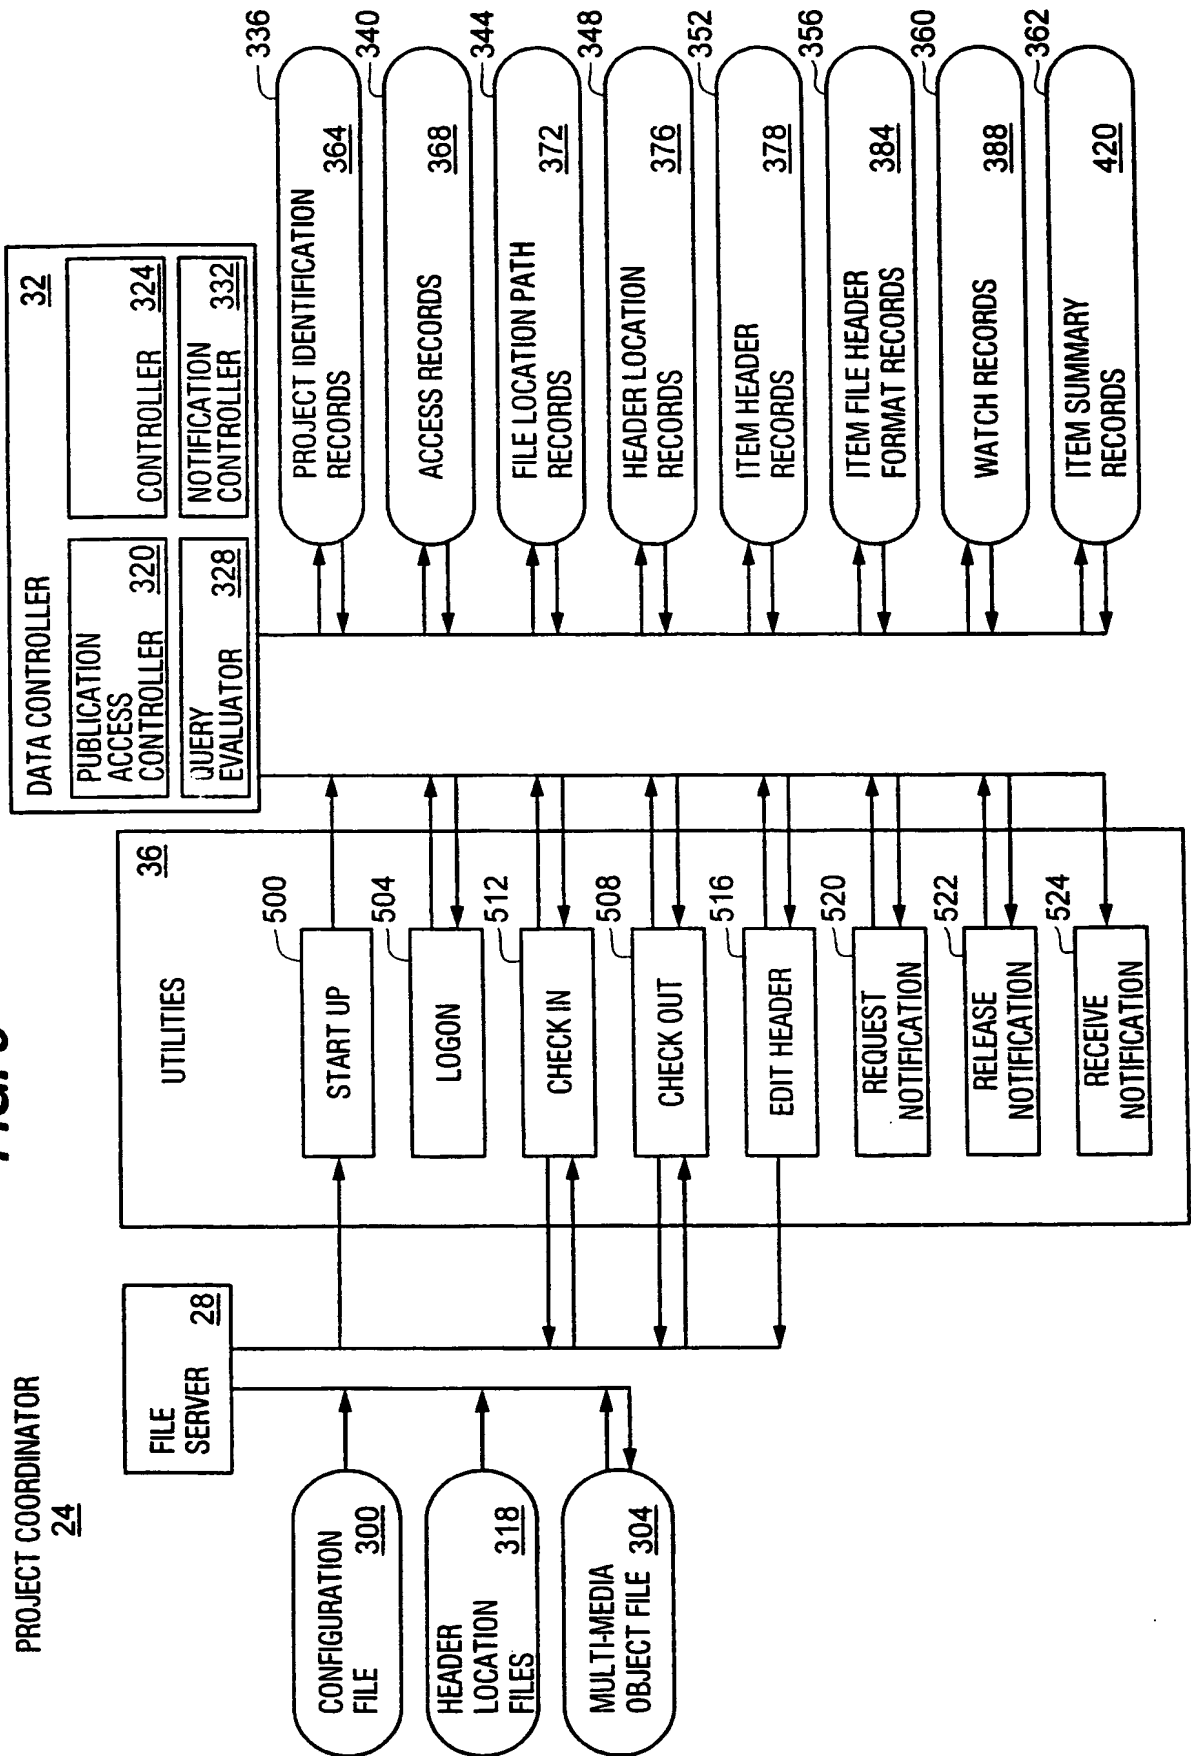 PROJECT COORDINATOR
24
FILE
SERVER
28
CONFIGURATION
FILE
300
HEADER
LOCATION
FILES
318
MULTI-MEDIA
OBJECT FILE
304
UTILITIES
36
START UP
500
LOGON
504
CHECK IN
512
CHECK OUT
508
EDIT HEADER
516
REQUEST
NOTIFICATION
520
RELEASE
NOTIFICATION
522
RECEIVE
NOTIFICATION
524
DATA CONTROLLER
32
PUBLICATION
ACCESS
CONTROLLER
320
CONTROLLER
324
QUERY
EVALUATOR
328
NOTIFICATION
CONTROLLER
332
PROJECT IDENTIFICATION
RECORDS
364
336
ACCESS RECORDS
368
340
FILE LOCATION PATH
RECORDS
372
344
HEADER LOCATION
RECORDS
376
348
ITEM HEADER
RECORDS
378
352
ITEM FILE HEADER
FORMAT RECORDS
384
356
WATCH RECORDS
388
360
ITEM SUMMARY
RECORDS
420
362